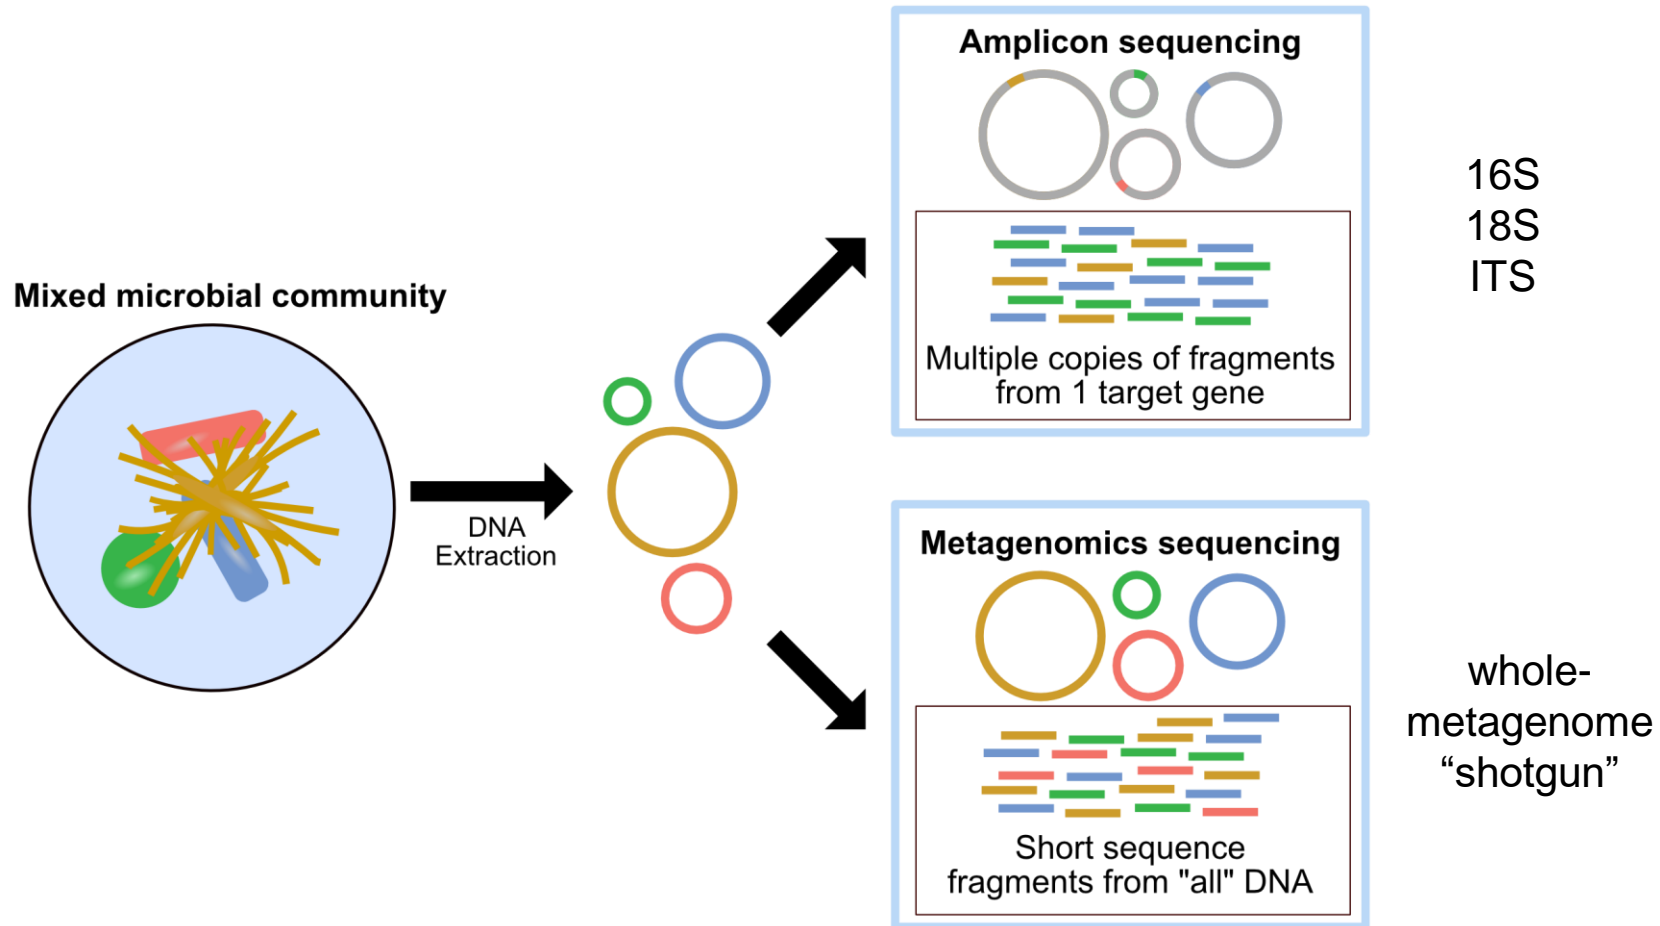 Mixed microbial community
DNA
Extraction
Amplicon sequencing
Multiple copies of fragments
from 1 target gene
16S
18S
ITS
Metagenomics sequencing
Short sequence
fragments from "all" DNA
whole-
metagenome
“shotgun”